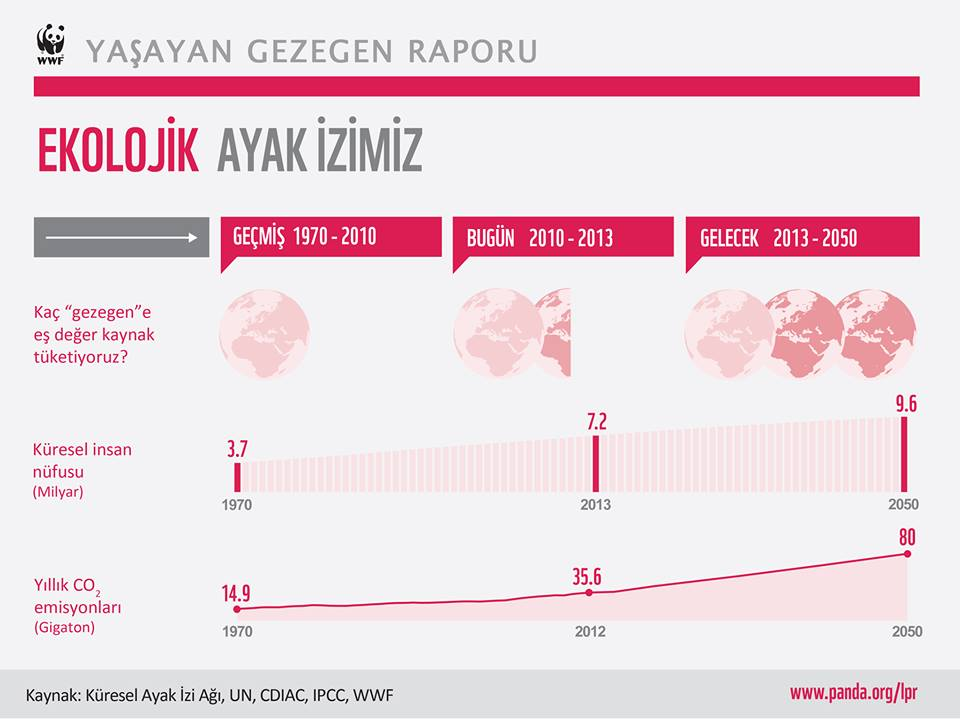 WWF
YAŞAYAN GEZEGEN RAPORU
EKOLOJİK AYAK İZİMİZ
GEÇMİŞ 1970 - 2010
BUGÜN 2010 - 2013
GELECEK 2013 - 2050
Kaç “gezegen”e
eş değer kaynak
tüketiyoruz?
Küresel insan
nüfusu
(Milyar)
3.7
7.2
9.6
1970
2013
2050
Yıllık CO2
emisyonları
(Gigaton)
14.9
35.6
80
1970
2012
2050
Kaynak: Küresel Ayak İzi Ağı, UN, CDIAC, IPCC, WWF
www.panda.org/lpr